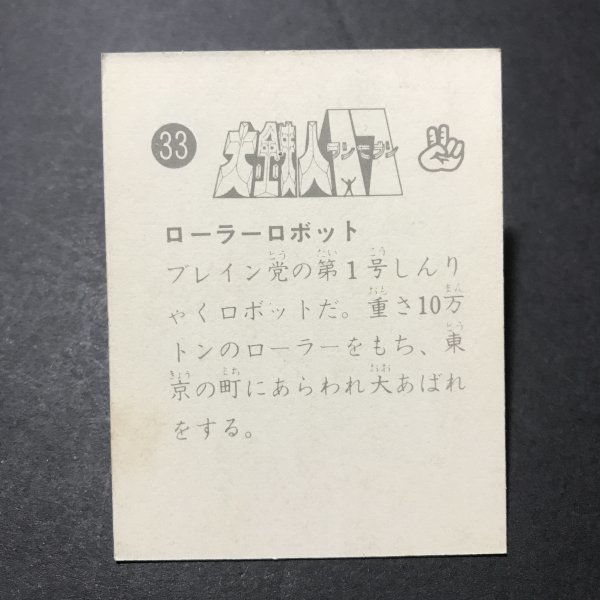 33
大鉄人17
ワンセブン
ローラーロボット
ブレイン党の第1号しんり
ゃくロボットだ。重さ10万
トンのローラーをもち、東
京の町にあらわれ大あばれ
をする。